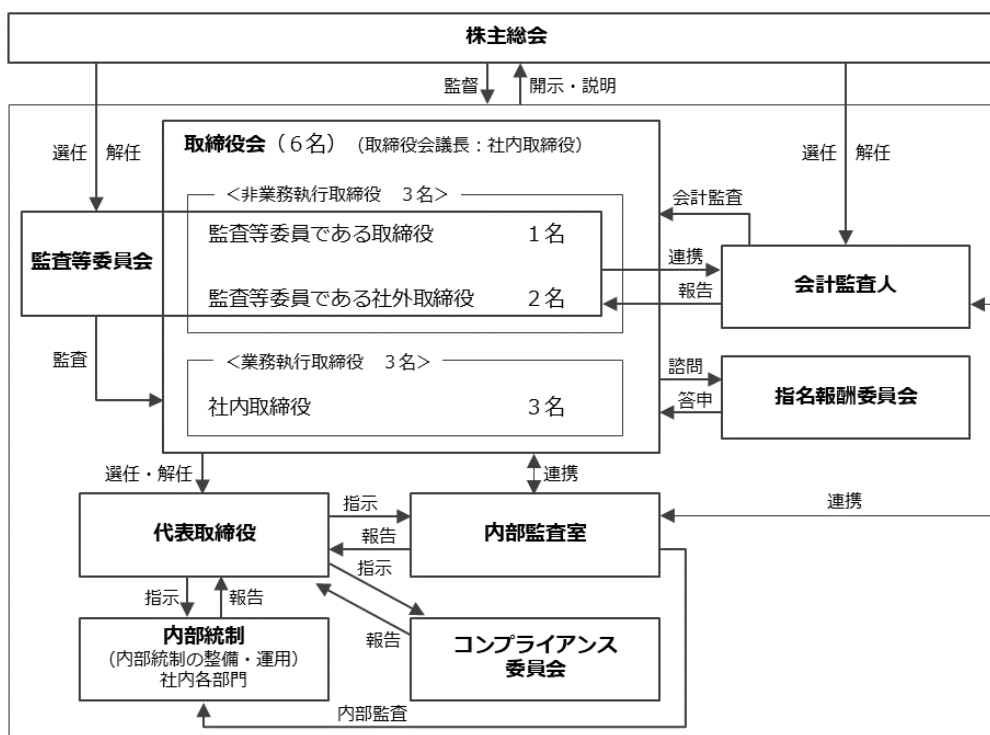 株主総会
監督
開示・説明
選任
解任
選任
解任
取締役会（6名）（取締役会議長：社内取締役）
＜非業務執行取締役　3名＞
会計監査
監査等委員会
監査等委員である取締役　1名
連携
会計監査人
監査等委員である社外取締役　2名
報告
監査
＜業務執行取締役　3名＞
諮問
指名報酬委員会
社内取締役　3名
答申
選任・解任
連携
代表取締役
指示
内部監査室
連携
報告
指示
指示
報告
報告
内部統制
（内部統制の整備・運用）
社内各部門
コンプライアンス
委員会
内部監査